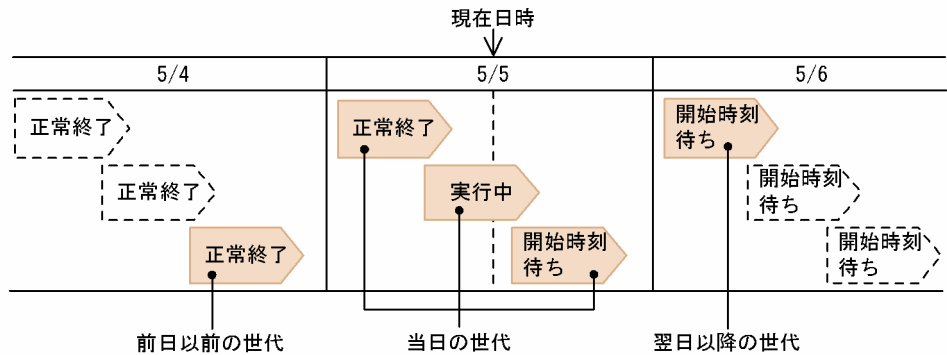 現在日時
5/4
5/5
5/6
正常終了
正常終了
正常終了
正常終了
実行中
開始時刻
待ち
開始時刻
待ち
開始時刻
待ち
開始時刻
待ち
前日以前の世代
当日の世代
翌日以降の世代